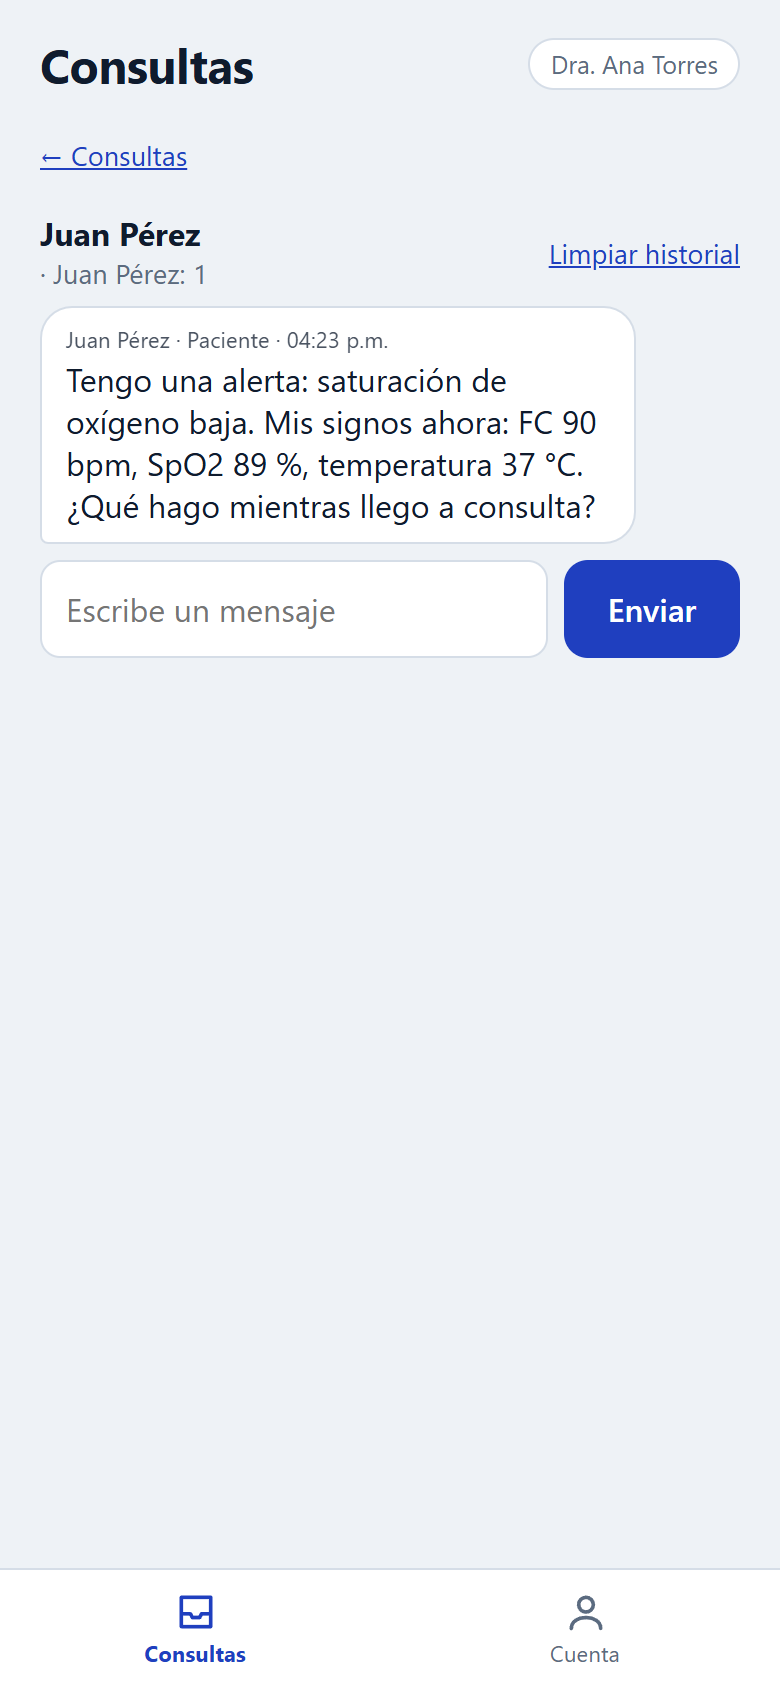 Consultas
Dra. Ana Torres
← Consultas
Juan Pérez
· Juan Pérez: 1
Limpiar historial
Juan Pérez · Paciente · 04:23 p.m.
Tengo una alerta: saturación de
oxígeno baja. Mis signos ahora: FC 90
bpm, SpO2 89 %, temperatura 37 °C.
¿Qué hago mientras llego a consulta?
Escribe un mensaje
Enviar
Consultas
Cuenta